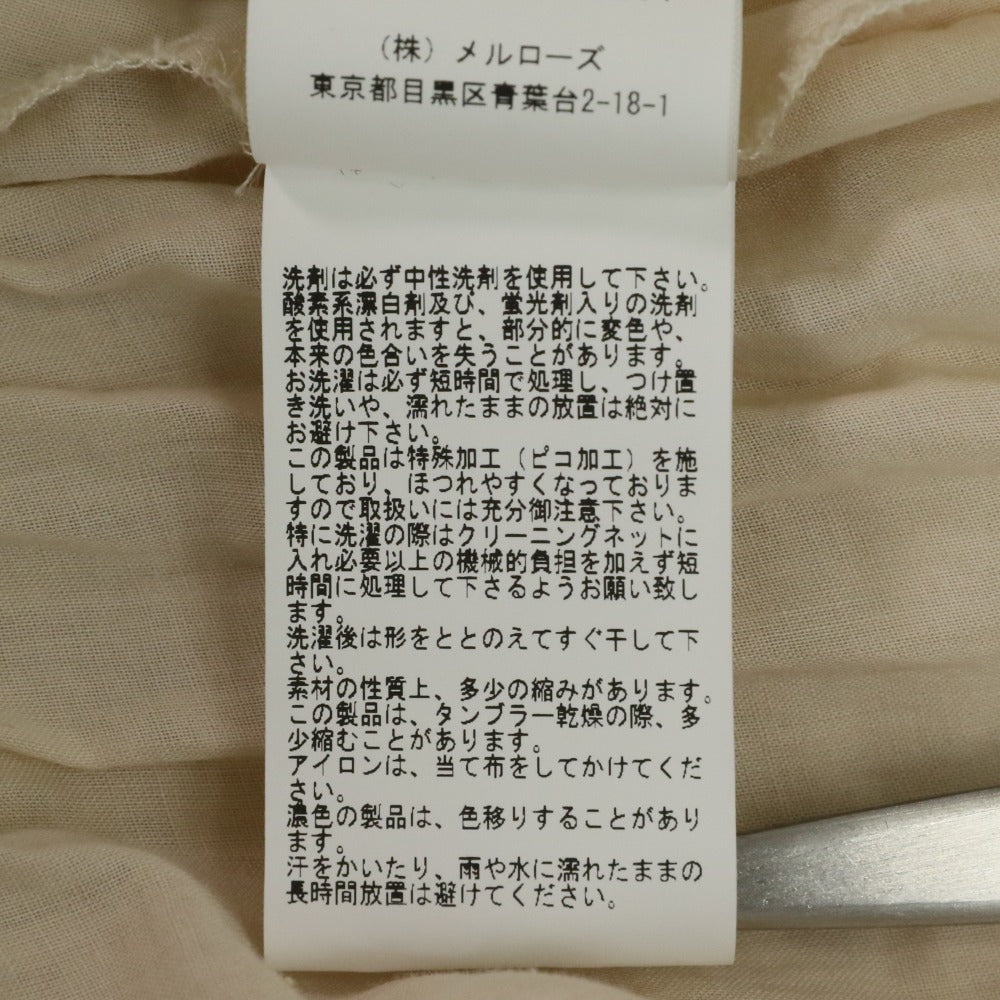 (株) メルローズ
東京都目黒区青葉台2-18-1
洗剤は必ず中性洗剤を使用して下さい。
酸素系漂白剤及び、蛍光剤入りの洗剤
を使用されますと、部分的に変色や、
本来の色合いを失うことがあります。
お洗濯は必ず短時間で処理し、つけ置
き洗いや、濡れたままの放置は絶対に
お避け下さい。
この製品は特殊加工（ピコ加工）を施
しており、ほつれやすくなっておりま
すので取扱いには充分御注意下さい。
特に洗濯の際はクリーニングネットに
入れ必要以上の機械的負担を加えず短
時間に処理して下さるようお願い致し
ます。
洗濯後は形をととのえてすぐ干して下
さい。
素材の性質上、多少の縮みがあります。
この製品は、タンブラー乾燥の際、多
少縮むことがあります。
アイロンは、当て布をしてかけてくだ
さい。
濃色の製品は、色移りすることがあり
ます。
汗をかいたり、雨や水に濡れたままの
長時間放置は避けてください。